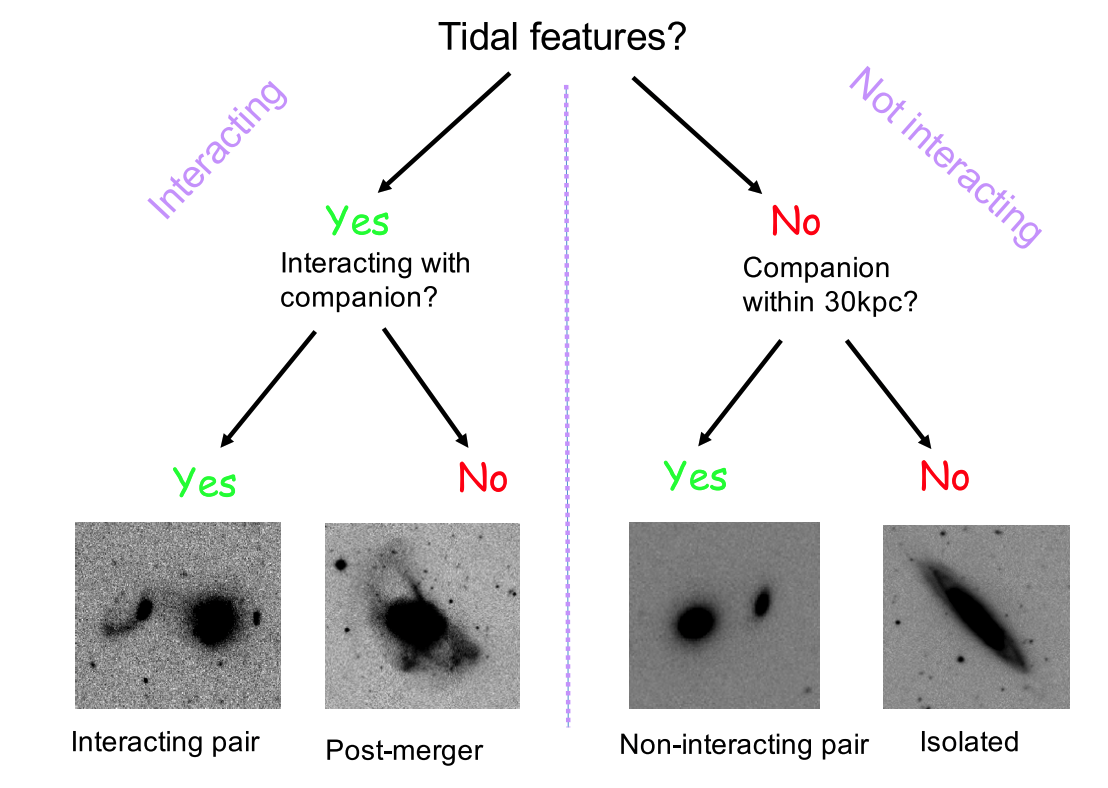 Tidal features?
Interacting
Not interacting
Yes
No
Interacting with
companion?
Companion
within 30kpc?
Yes
No
Yes
No
Interacting pair
Post-merger
Non-interacting pair
Isolated